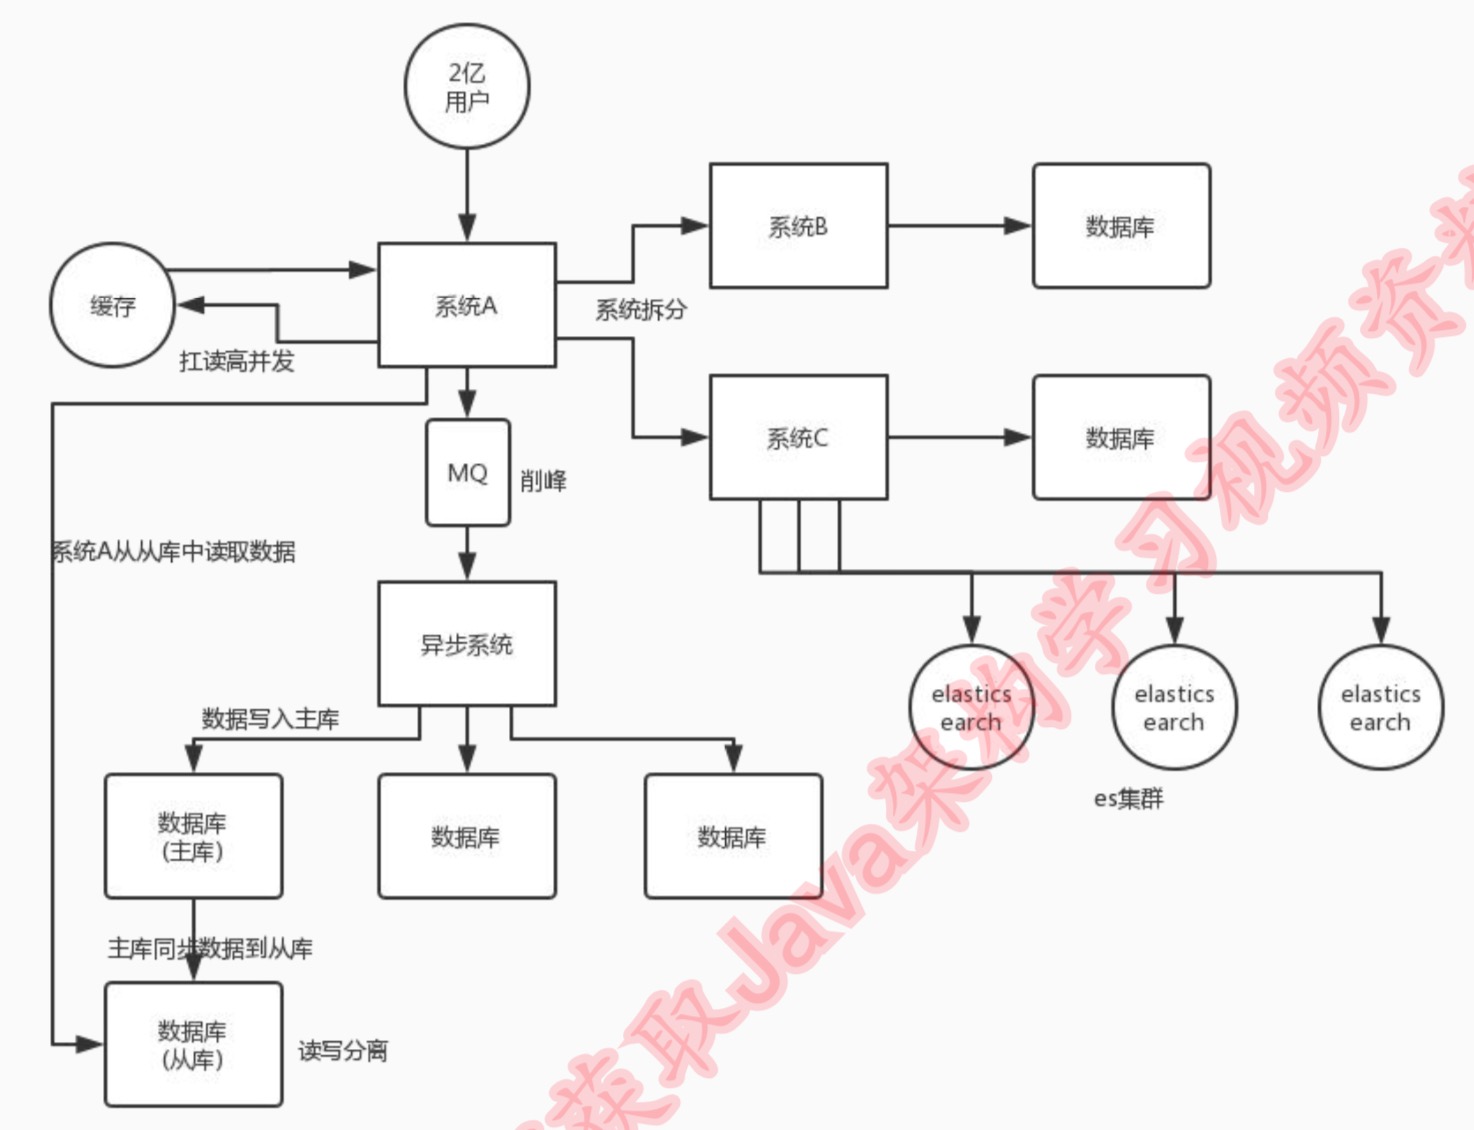 2亿
用户
系统B
数据库
缓存
系统A
系统拆分
扛读高并发
系统C
数据库
MQ
削峰
系统A从从库中读取数据
异步系统
elastics
earch
elastics
earch
elastics
earch
数据写入主库
es集群
数据库
(主库)
数据库
数据库
主库同步数据到从库
数据库
(从库)
读写分离
获取Java架构学习视频资料